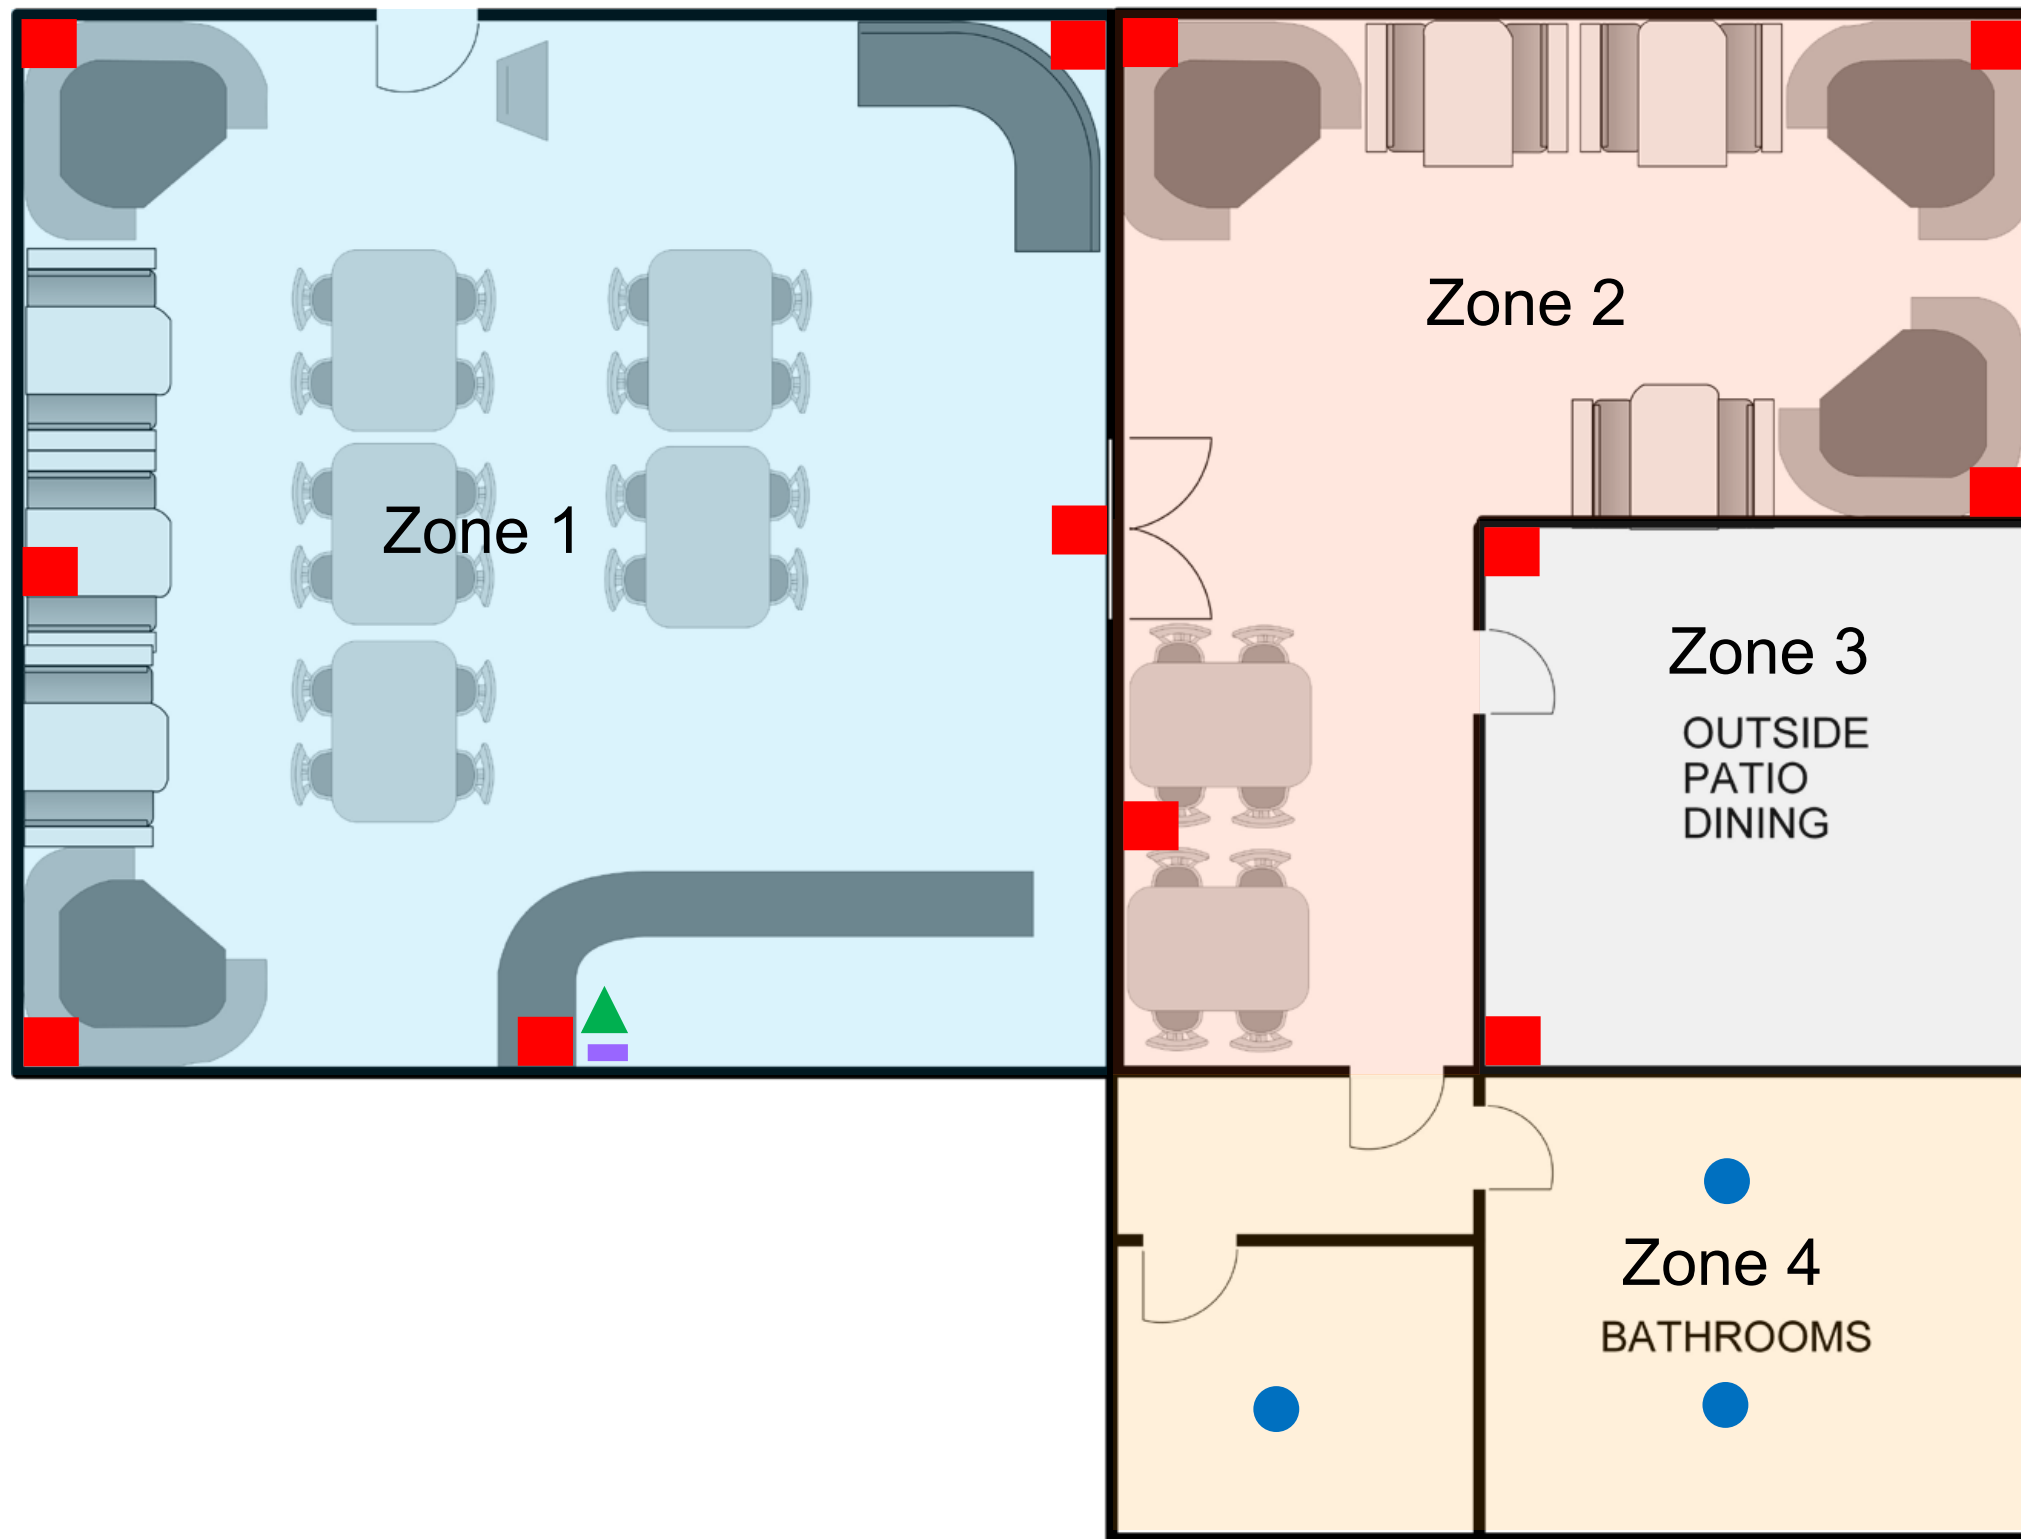 Zone 2
Zone 1
Zone 3
OUTSIDE
PATIO
DINING
Zone 4
BATHROOMS